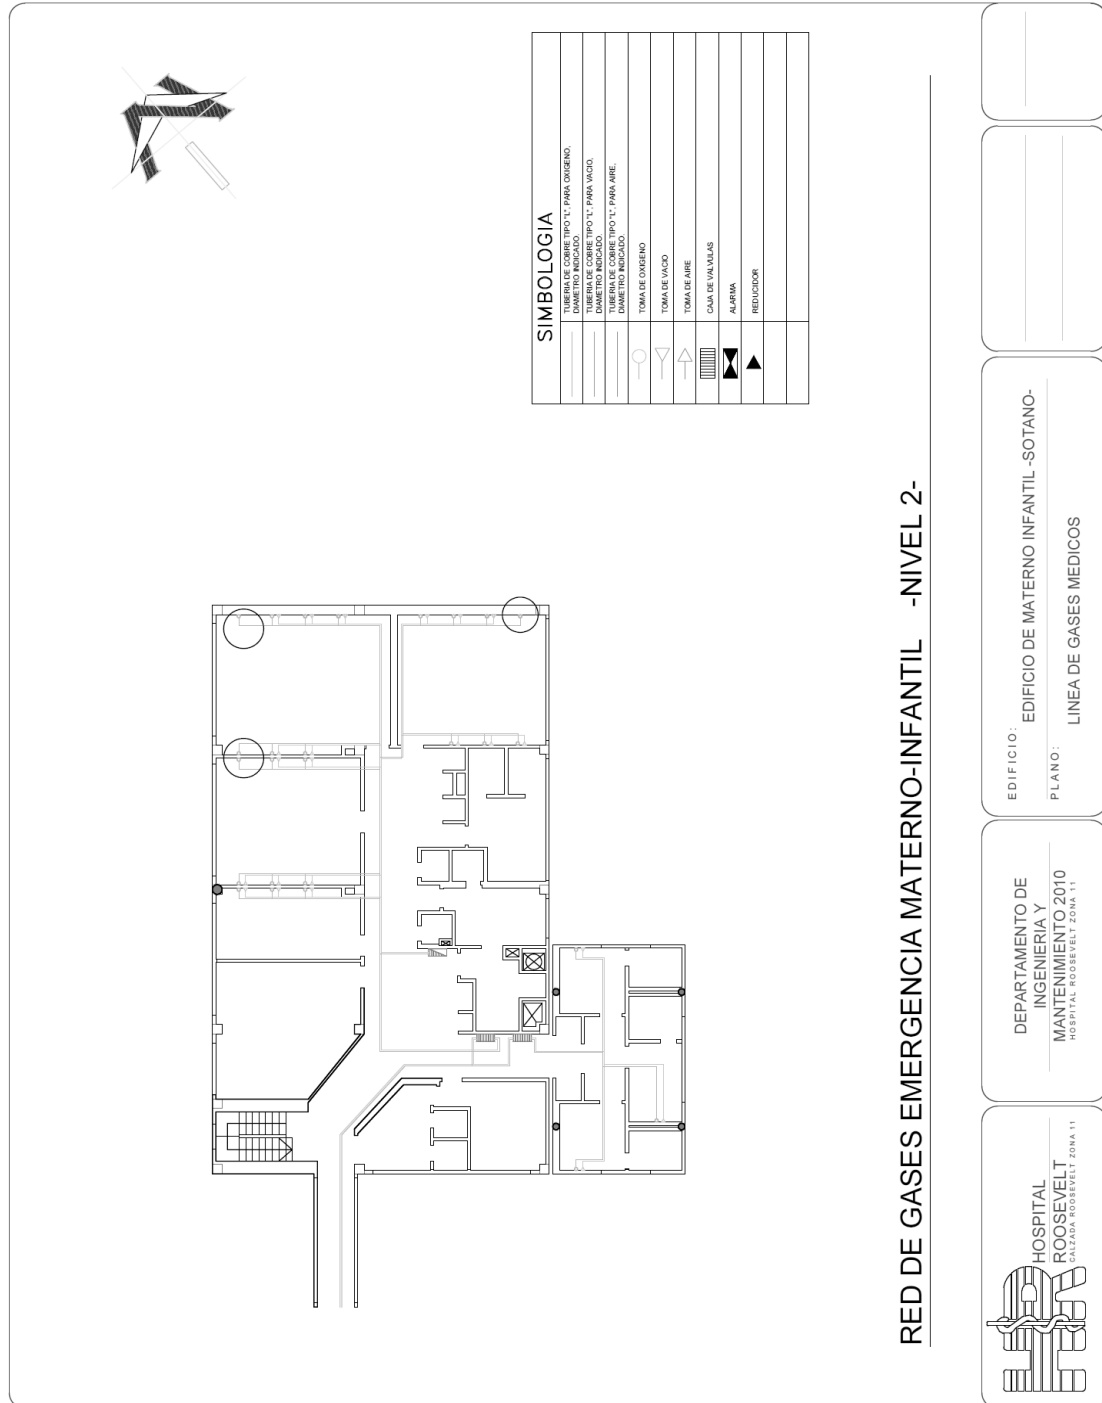 SIMBOLOGIA
TUBERIA DE COBRE TIPO "L", PARA OXIGENO,
DIAMETRO INDICADO.
TUBERIA DE COBRE TIPO "L", PARA VACIO,
DIAMETRO INDICADO.
TUBERIA DE COBRE TIPO "L", PARA AIRE,
DIAMETRO INDICADO.
TOMA DE OXIGENO
TOMA DE VACIO
TOMA DE AIRE
CAJA DE VALVULAS
ALARMA
REDUCIDOR
RED DE GASES EMERGENCIA MATERNO-INFANTIL -NIVEL 2-
HOSPITAL
ROOSEVELT
CALZADA ROOSEVELT ZONA 11
DEPARTAMENTO DE
INGENIERIA Y
MANTENIMIENTO 2010
HOSPITAL ROOSEVELT ZONA 11
EDIFICIO:
EDIFICIO DE MATERNO INFANTIL -SOTANO-
PLANO:
LINEA DE GASES MEDICOS